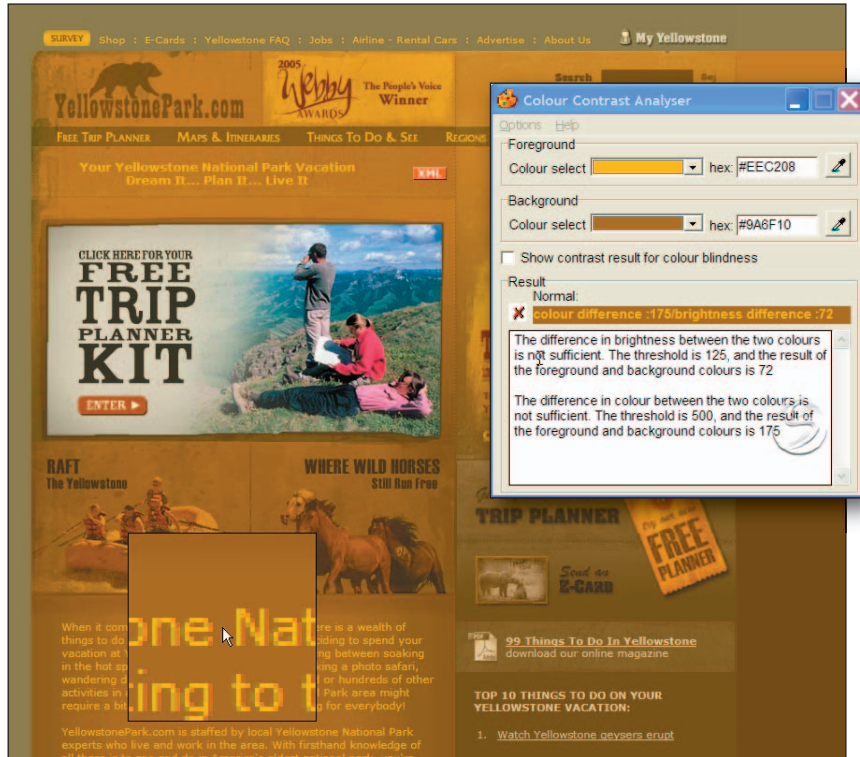 SURVEY Shop : E-Cards : Yellowstone FAQ : Jobs : Airline - Rental Cars : Advertise : About Us My Yellowstone
YellowstonePark.com
2005 Webby AWARDS
The People's Voice
Winner
Search
FREE TRIP PLANNER MAPS & ITINERARIES THINGS TO DO & SEE REGIONS
Your Yellowstone National Park Vacation
Dream It... Plan It... Live It
XML
CLICK HERE FOR YOUR
FREE
TRIP
PLANNER
KIT
ENTER
RAFT
The Yellowstone
WHERE WILD HORSES
Still Run Free
one Nat
ing to t
When it com
ere is a wealth of
things to do
iding to spend your
vacation at
g between soaking
in the hot sp
king a photo safari,
wandering d
or hundreds of other
activities in
Park area might
require a bit
g for everybody!
YellowstonePark.com is staffed by local Yellowstone National Park
experts who live and work in the area. With firsthand knowledge of
Colour Contrast Analyser
Options Help
Foreground
Colour select hex: #EEC208
Background
Colour select hex: #9A6F10
Show contrast result for colour blindness
Result
Normal:
colour difference :175/brightness difference :72
The difference in brightness between the two colours
is not sufficient. The threshold is 125, and the result of
the foreground and background colours is 72
The difference in colour between the two colours is
not sufficient. The threshold is 500, and the result of
the foreground and background colours is 175
TRIP PLANNER
FREE
PLANNER
Send an
E-CARD
PDF
99 Things To Do In Yellowstone
download our online magazine
TOP 10 THINGS TO DO ON YOUR
YELLOWSTONE VACATION:
1. Watch Yellowstone geysers erupt